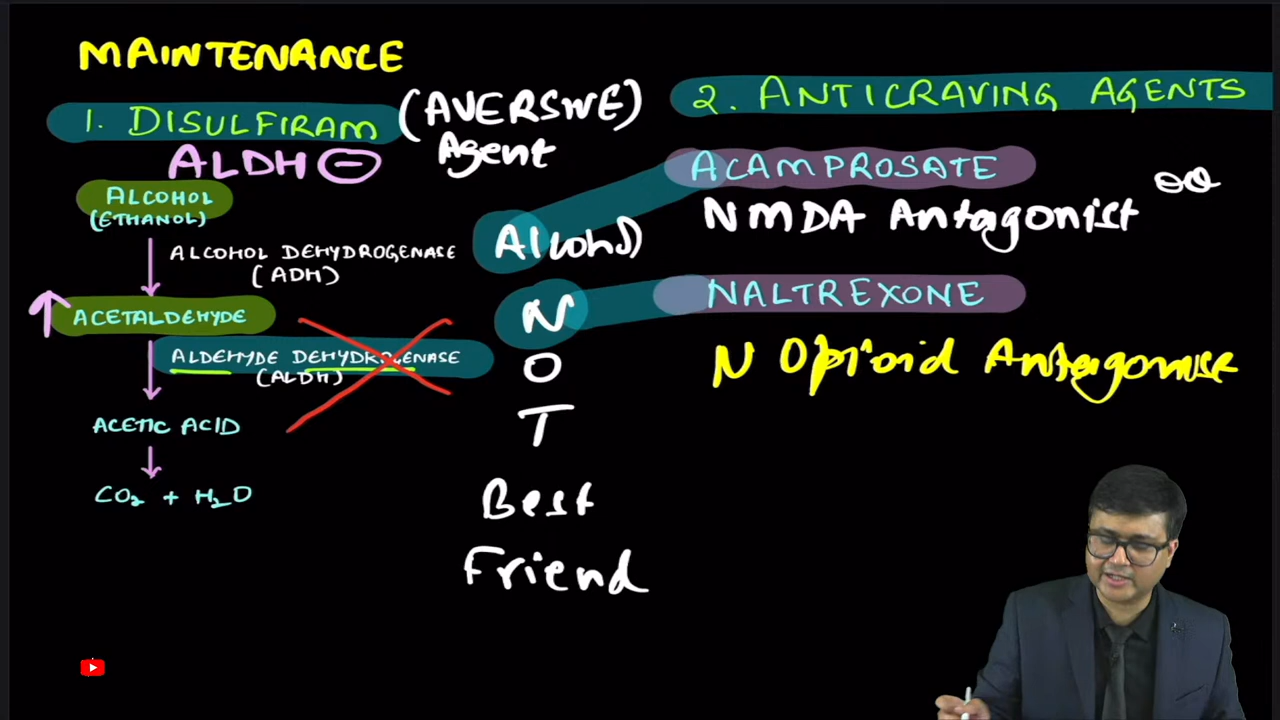 MAINTENANCE
1. DISULFIRAM (AVERSIVE)
Agent
ALDH −
ALCOHOL
(ETHANOL)
ALCOHOL DEHYDROGENASE
(ADH)
↑ ACETALDEHYDE
ALDEHYDE DEHYDROGENASE
(ALDH)
ACETIC ACID
CO₂ + H₂O
Alcohol
N
O
T
Best
Friend
2. ANTICRAVING AGENTS
ACAMPROSATE
NMDA Antagonist
NALTREXONE
N Opioid Antagonist